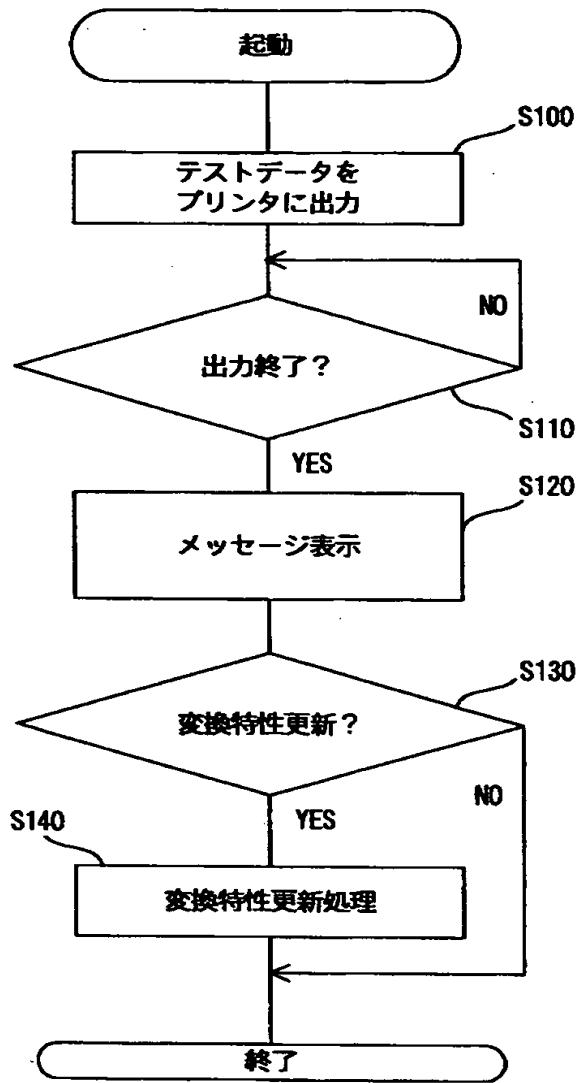 起動
S100
テストデータを
プリンタに出力
NO
出力終了?
S110
YES
S120
メッセージ表示
S130
変換特性更新?
NO
YES
S140
変換特性更新処理
終了